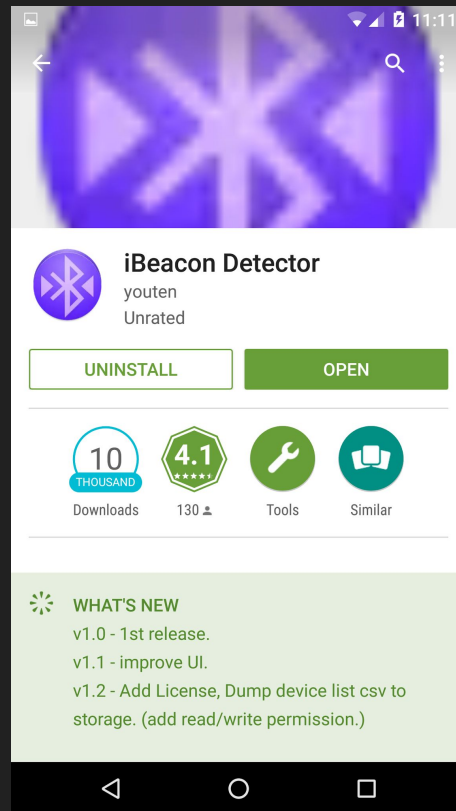 11:11
iBeacon Detector
youten
Unrated
UNINSTALL
OPEN
10
THOUSAND
Downloads
4.1
130
Tools
Similar
WHAT'S NEW
v1.0 - 1st release.
v1.1 - improve UI.
v1.2 - Add License, Dump device list csv to
storage. (add read/write permission.)